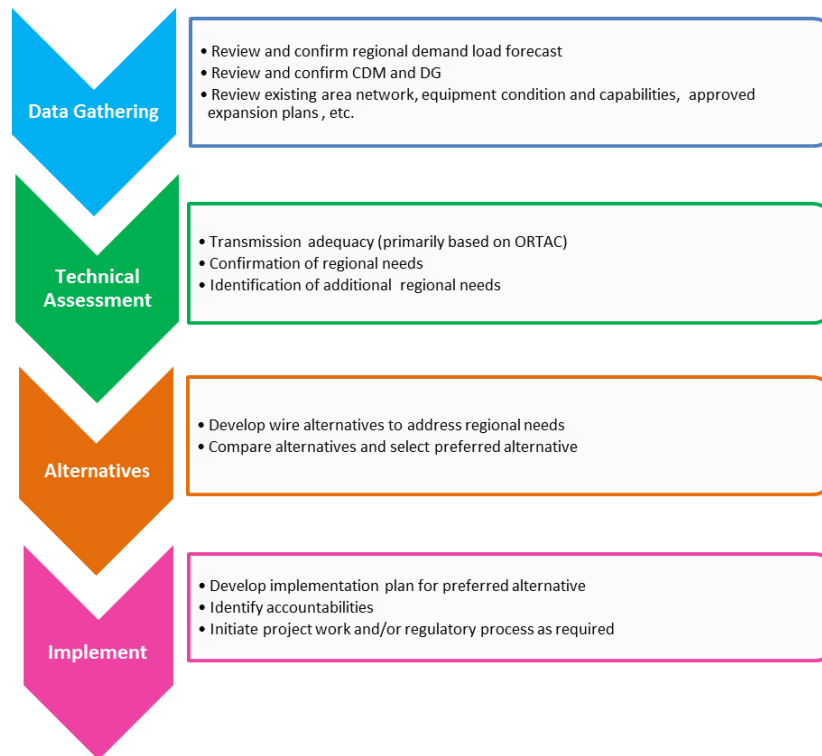 Data Gathering
• Review and confirm regional demand load forecast
• Review and confirm CDM and DG
• Review existing area network, equipment condition and capabilities, approved
expansion plans , etc.
Technical
Assessment
• Transmission adequacy (primarily based on ORTAC)
• Confirmation of regional needs
• Identification of additional regional needs
Alternatives
• Develop wire alternatives to address regional needs
• Compare alternatives and select preferred alternative
Implement
• Develop implementation plan for preferred alternative
• Identify accountabilities
• Initiate project work and/or regulatory process as required